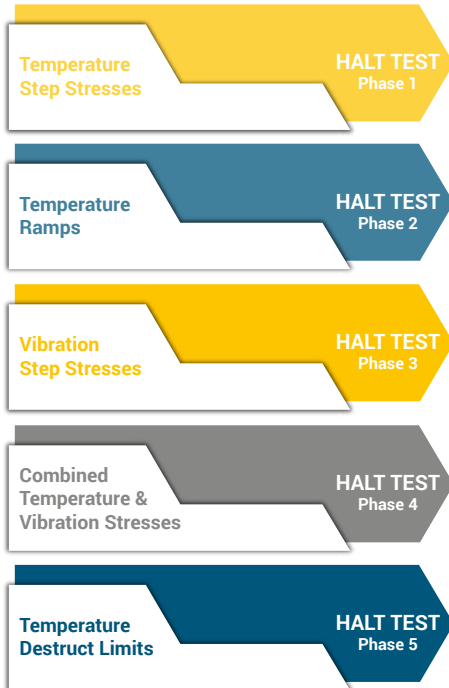 Temperature
Step Stresses
HALT TEST
Phase 1
Temperature
Ramps
HALT TEST
Phase 2
Vibration
Step Stresses
HALT TEST
Phase 3
Combined
Temperature &
Vibration Stresses
HALT TEST
Phase 4
Temperature
Destruct Limits
HALT TEST
Phase 5